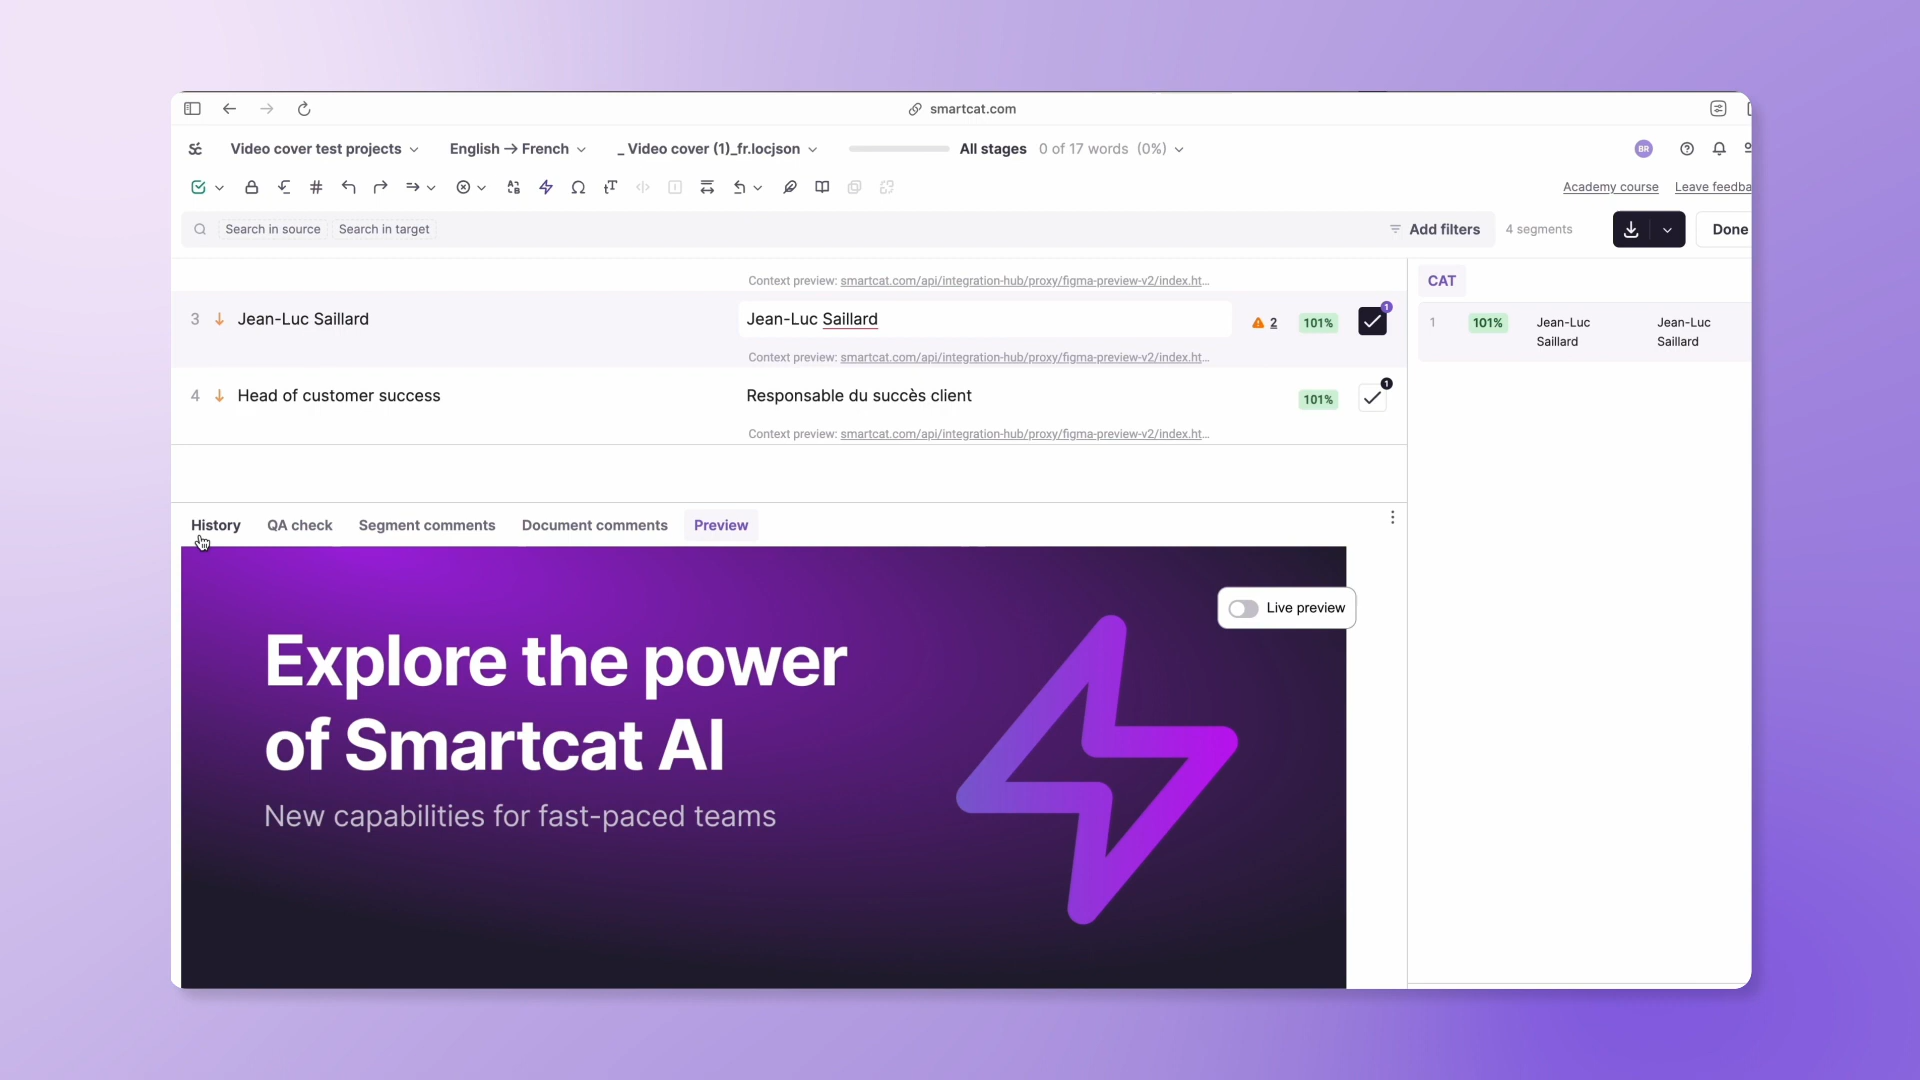 smartcat.com
Video cover test projects English → French _ Video cover (1)_fr.locjson All stages 0 of 17 words (0%)
BR
Academy course Leave feedba
Search in source Search in target Add filters 4 segments Done
Context preview: smartcat.com/api/integration-hub/proxy/figma-preview-v2/index.ht...
CAT
3 Jean-Luc Saillard Jean-Luc Saillard 2 101% 1
1 101% Jean-Luc Saillard Jean-Luc Saillard
Context preview: smartcat.com/api/integration-hub/proxy/figma-preview-v2/index.ht...
4 Head of customer success Responsable du succès client 101% 1
Context preview: smartcat.com/api/integration-hub/proxy/figma-preview-v2/index.ht...
History QA check Segment comments Document comments Preview
Live preview
Explore the power
of Smartcat AI
New capabilities for fast-paced teams